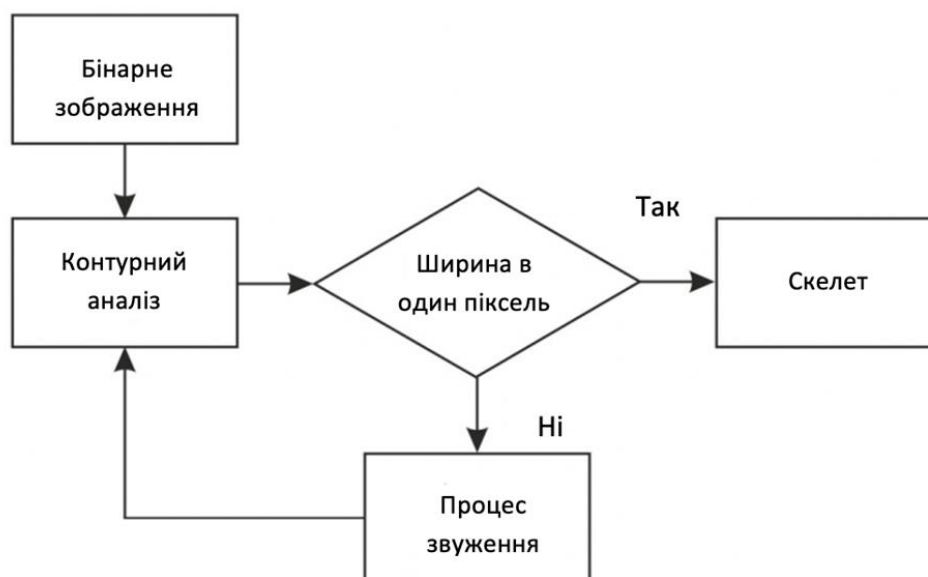 Бінарне
зображення
Контурний
аналіз
Ширина в
один піксель
Так
Скелет
Ні
Процес
звуження